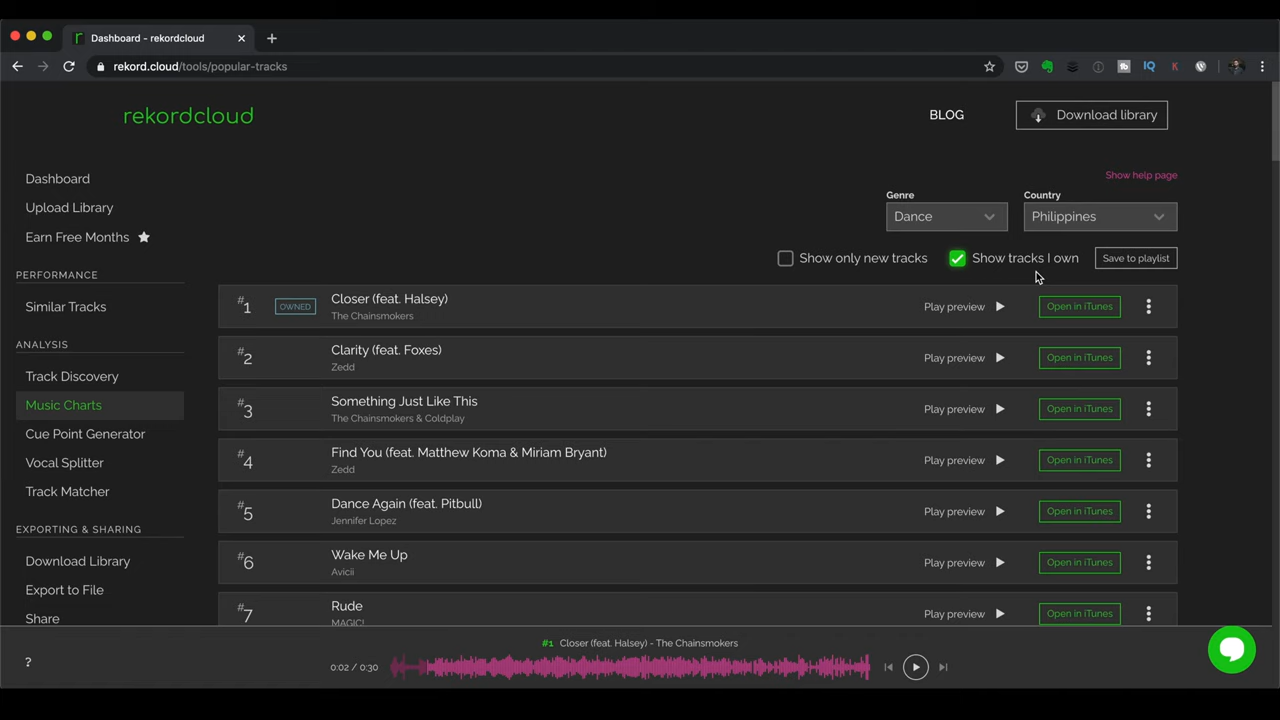 Dashboard - rekordcloud
rekord.cloud/tools/popular-tracks
rekordcloud
BLOG
Download library
Dashboard
Upload Library
Earn Free Months
PERFORMANCE
Similar Tracks
ANALYSIS
Track Discovery
Music Charts
Cue Point Generator
Vocal Splitter
Track Matcher
EXPORTING & SHARING
Download Library
Export to File
Share
Show help page
Genre
Country
Dance
Philippines
Show only new tracks
Show tracks I own
Save to playlist
#1 OWNED Closer (feat. Halsey) Play preview Open in iTunes
The Chainsmokers
#2 Clarity (feat. Foxes) Play preview Open in iTunes
Zedd
#3 Something Just Like This Play preview Open in iTunes
The Chainsmokers & Coldplay
#4 Find You (feat. Matthew Koma & Miriam Bryant) Play preview Open in iTunes
Zedd
#5 Dance Again (feat. Pitbull) Play preview Open in iTunes
Jennifer Lopez
#6 Wake Me Up Play preview Open in iTunes
Avicii
#7 Rude Play preview Open in iTunes
MAGIC!
?
#1 Closer (feat. Halsey) - The Chainsmokers
0:02 / 0:30